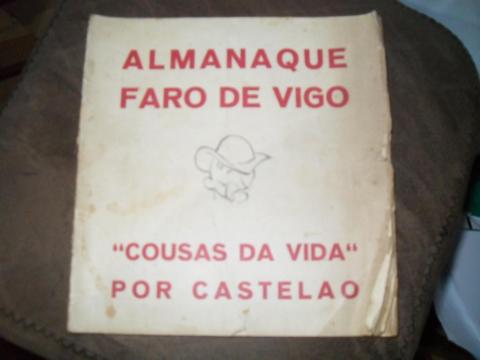 ALMANAQUE
FARO DE VIGO
"COUSAS DA VIDA"
POR CASTELAO